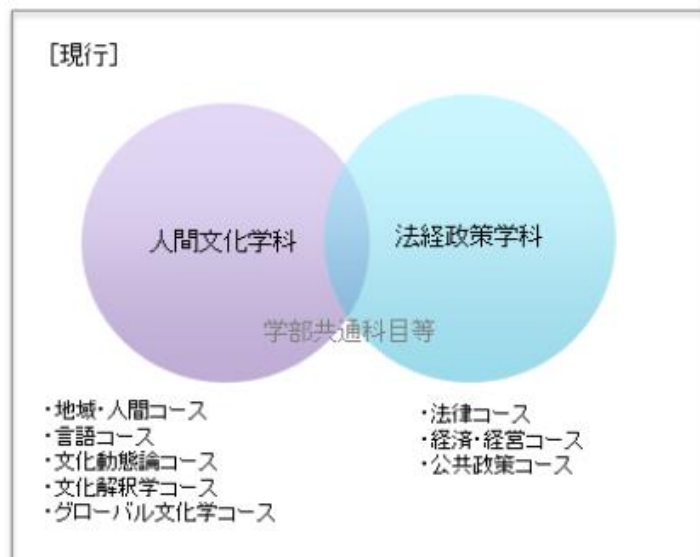 [現行]
人間文化学科
法経政策学科
学部共通科目等
・地域・人間コース
・言語コース
・文化動態論コース
・文化解釈学コース
・グローバル文化学コース
・法律コース
・経済・経営コース
・公共政策コース